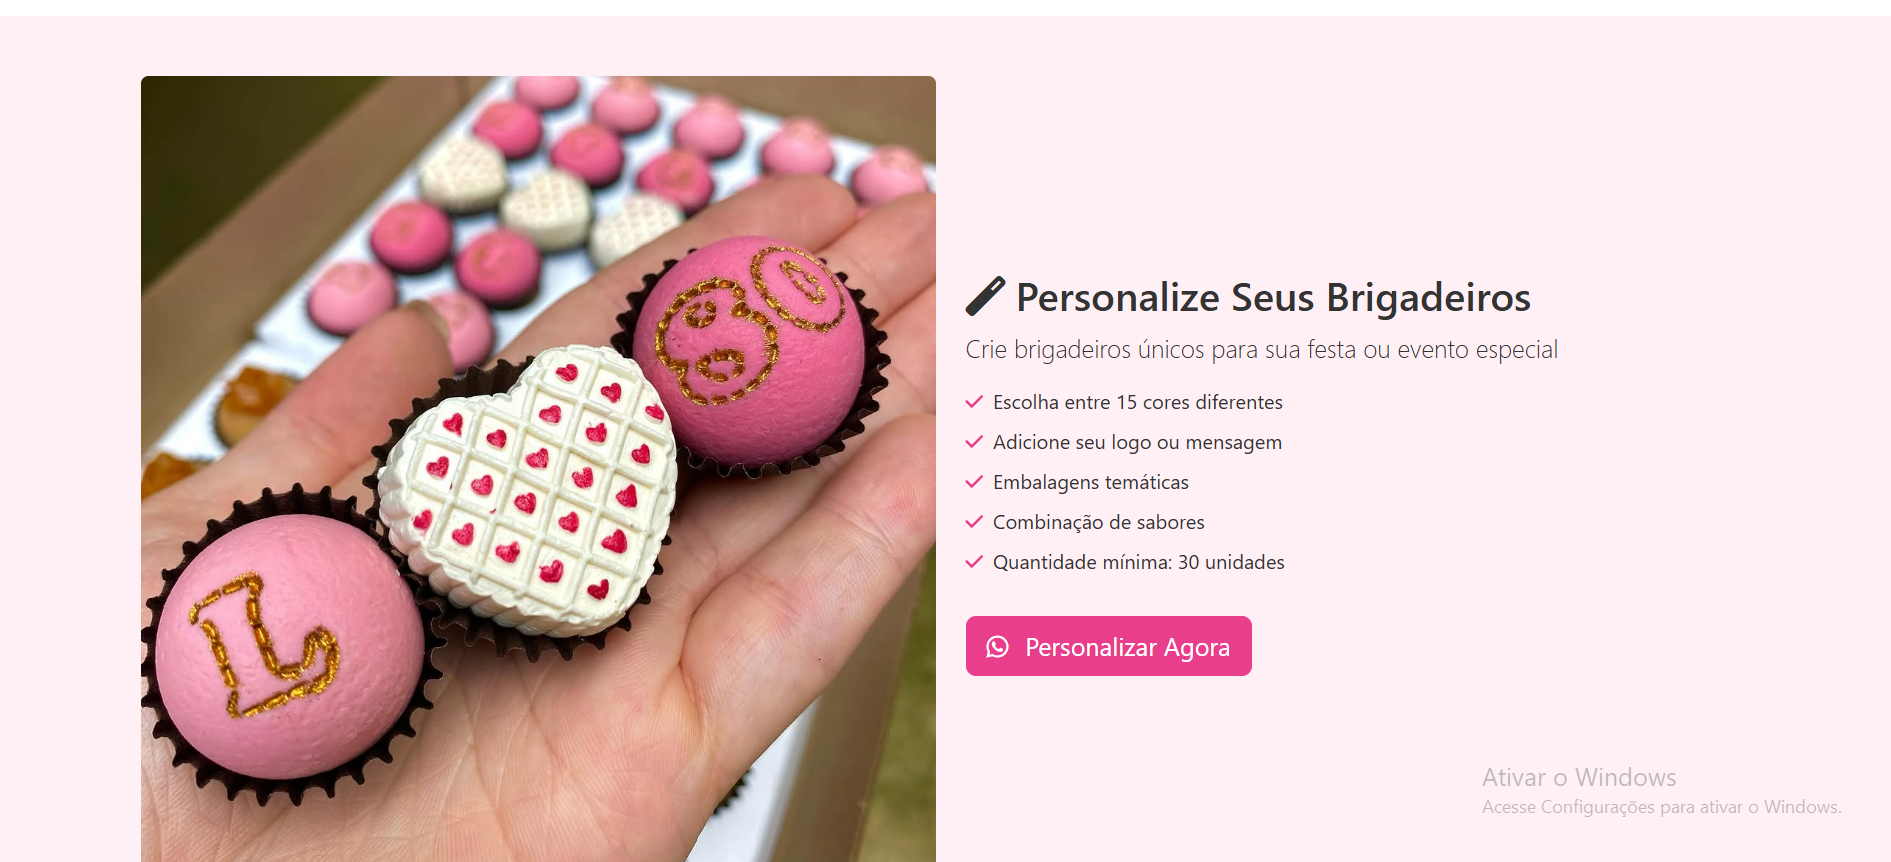 30
L
Personalize Seus Brigadeiros
Crie brigadeiros únicos para sua festa ou evento especial
Escolha entre 15 cores diferentes
Adicione seu logo ou mensagem
Embalagens temáticas
Combinação de sabores
Quantidade mínima: 30 unidades
Personalizar Agora
Ativar o Windows
Acesse Configurações para ativar o Windows.